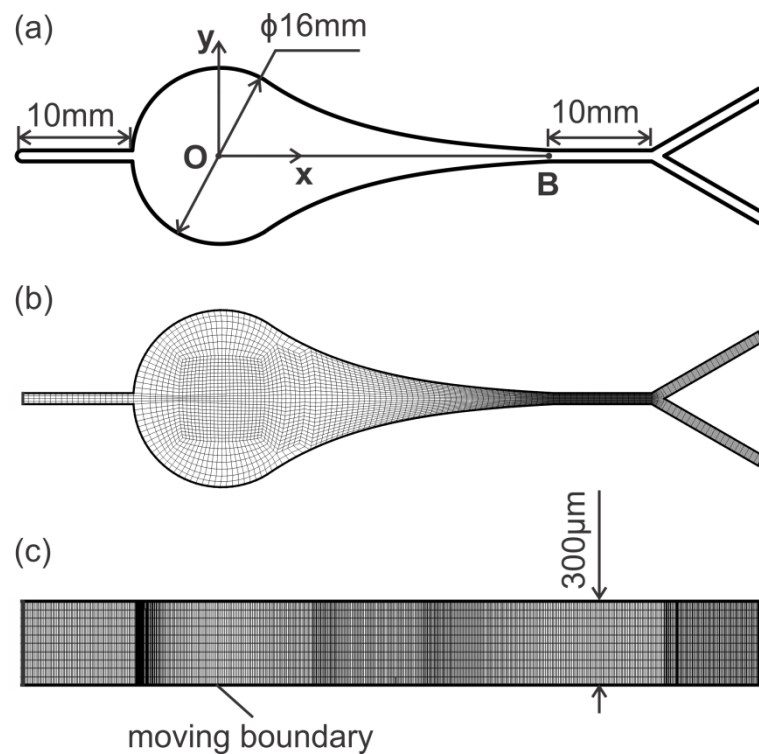 (a)
y
ϕ16mm
10mm
10mm
O
x
B
(b)
(c)
300μm
moving boundary